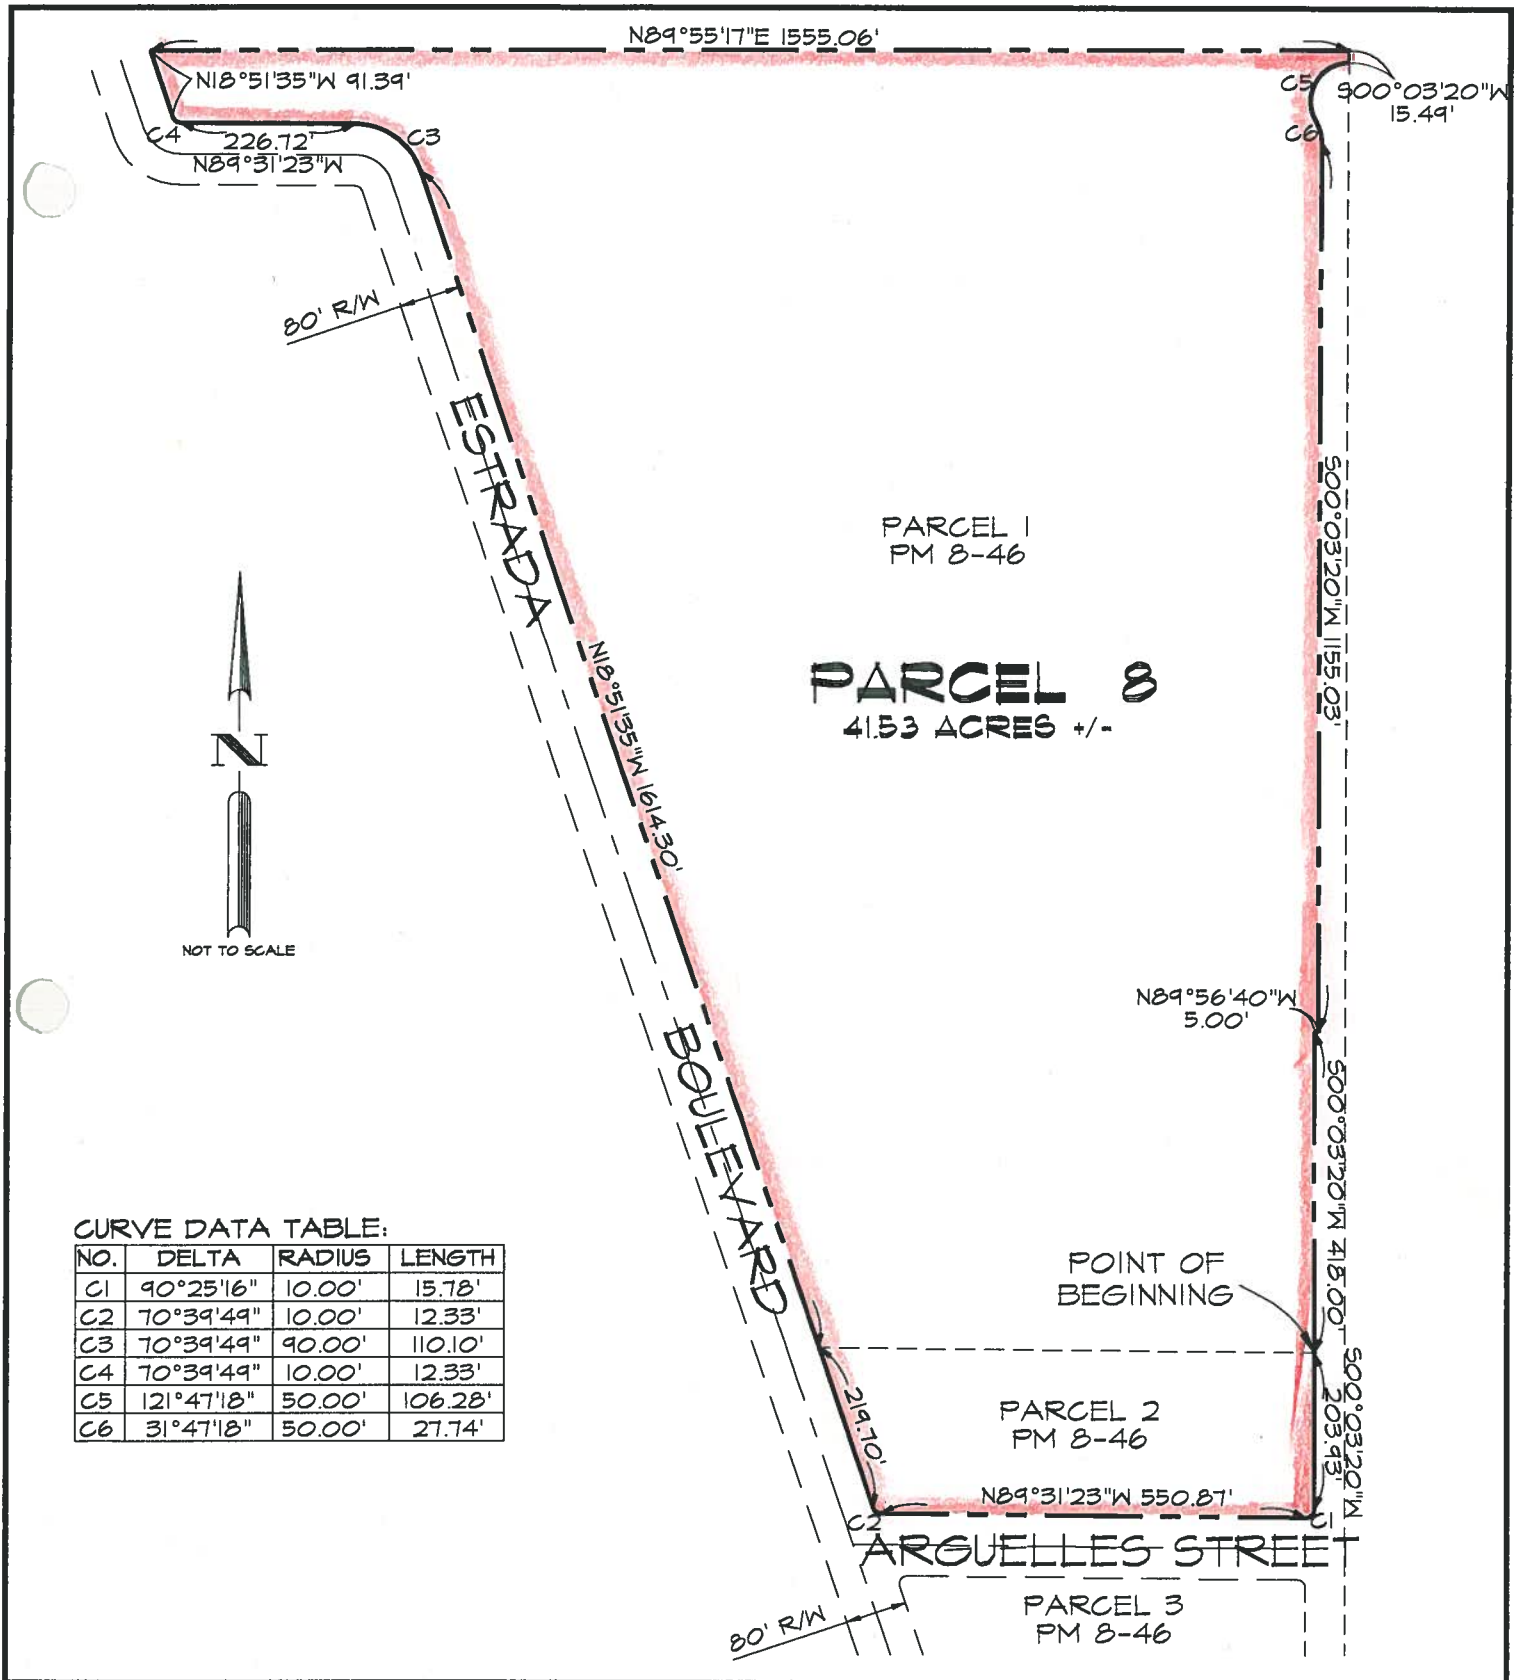 N89°55'17"E 1555.06'
N18°51'35"W 91.39'
C5
S00°03'20"W
15.49'
C4
226.72'
N89°31'23"W
C3
C6
80' R/W
ESTRADA
S00°03'20"W 1155.03'
PARCEL 1
PM 8-46
N18°51'35"W 1614.30'
PARCEL 8
41.53 ACRES +/-
N
NOT TO SCALE
N89°56'40"W
5.00'
BOULEVARD
S00°03'20"W 418.00'
CURVE DATA TABLE:
NO. DELTA RADIUS LENGTH
C1 90°25'16" 10.00' 15.78'
C2 70°39'49" 10.00' 12.33'
C3 70°39'49" 90.00' 110.10'
C4 70°39'49" 10.00' 12.33'
C5 121°47'18" 50.00' 106.28'
C6 31°47'18" 50.00' 27.74'
POINT OF
BEGINNING
S00°03'20"W
203.93'
219.70'
PARCEL 2
PM 8-46
N89°31'23"W 550.87'
C2
C1
ARGUELLES STREET
80' R/W
PARCEL 3
PM 8-46